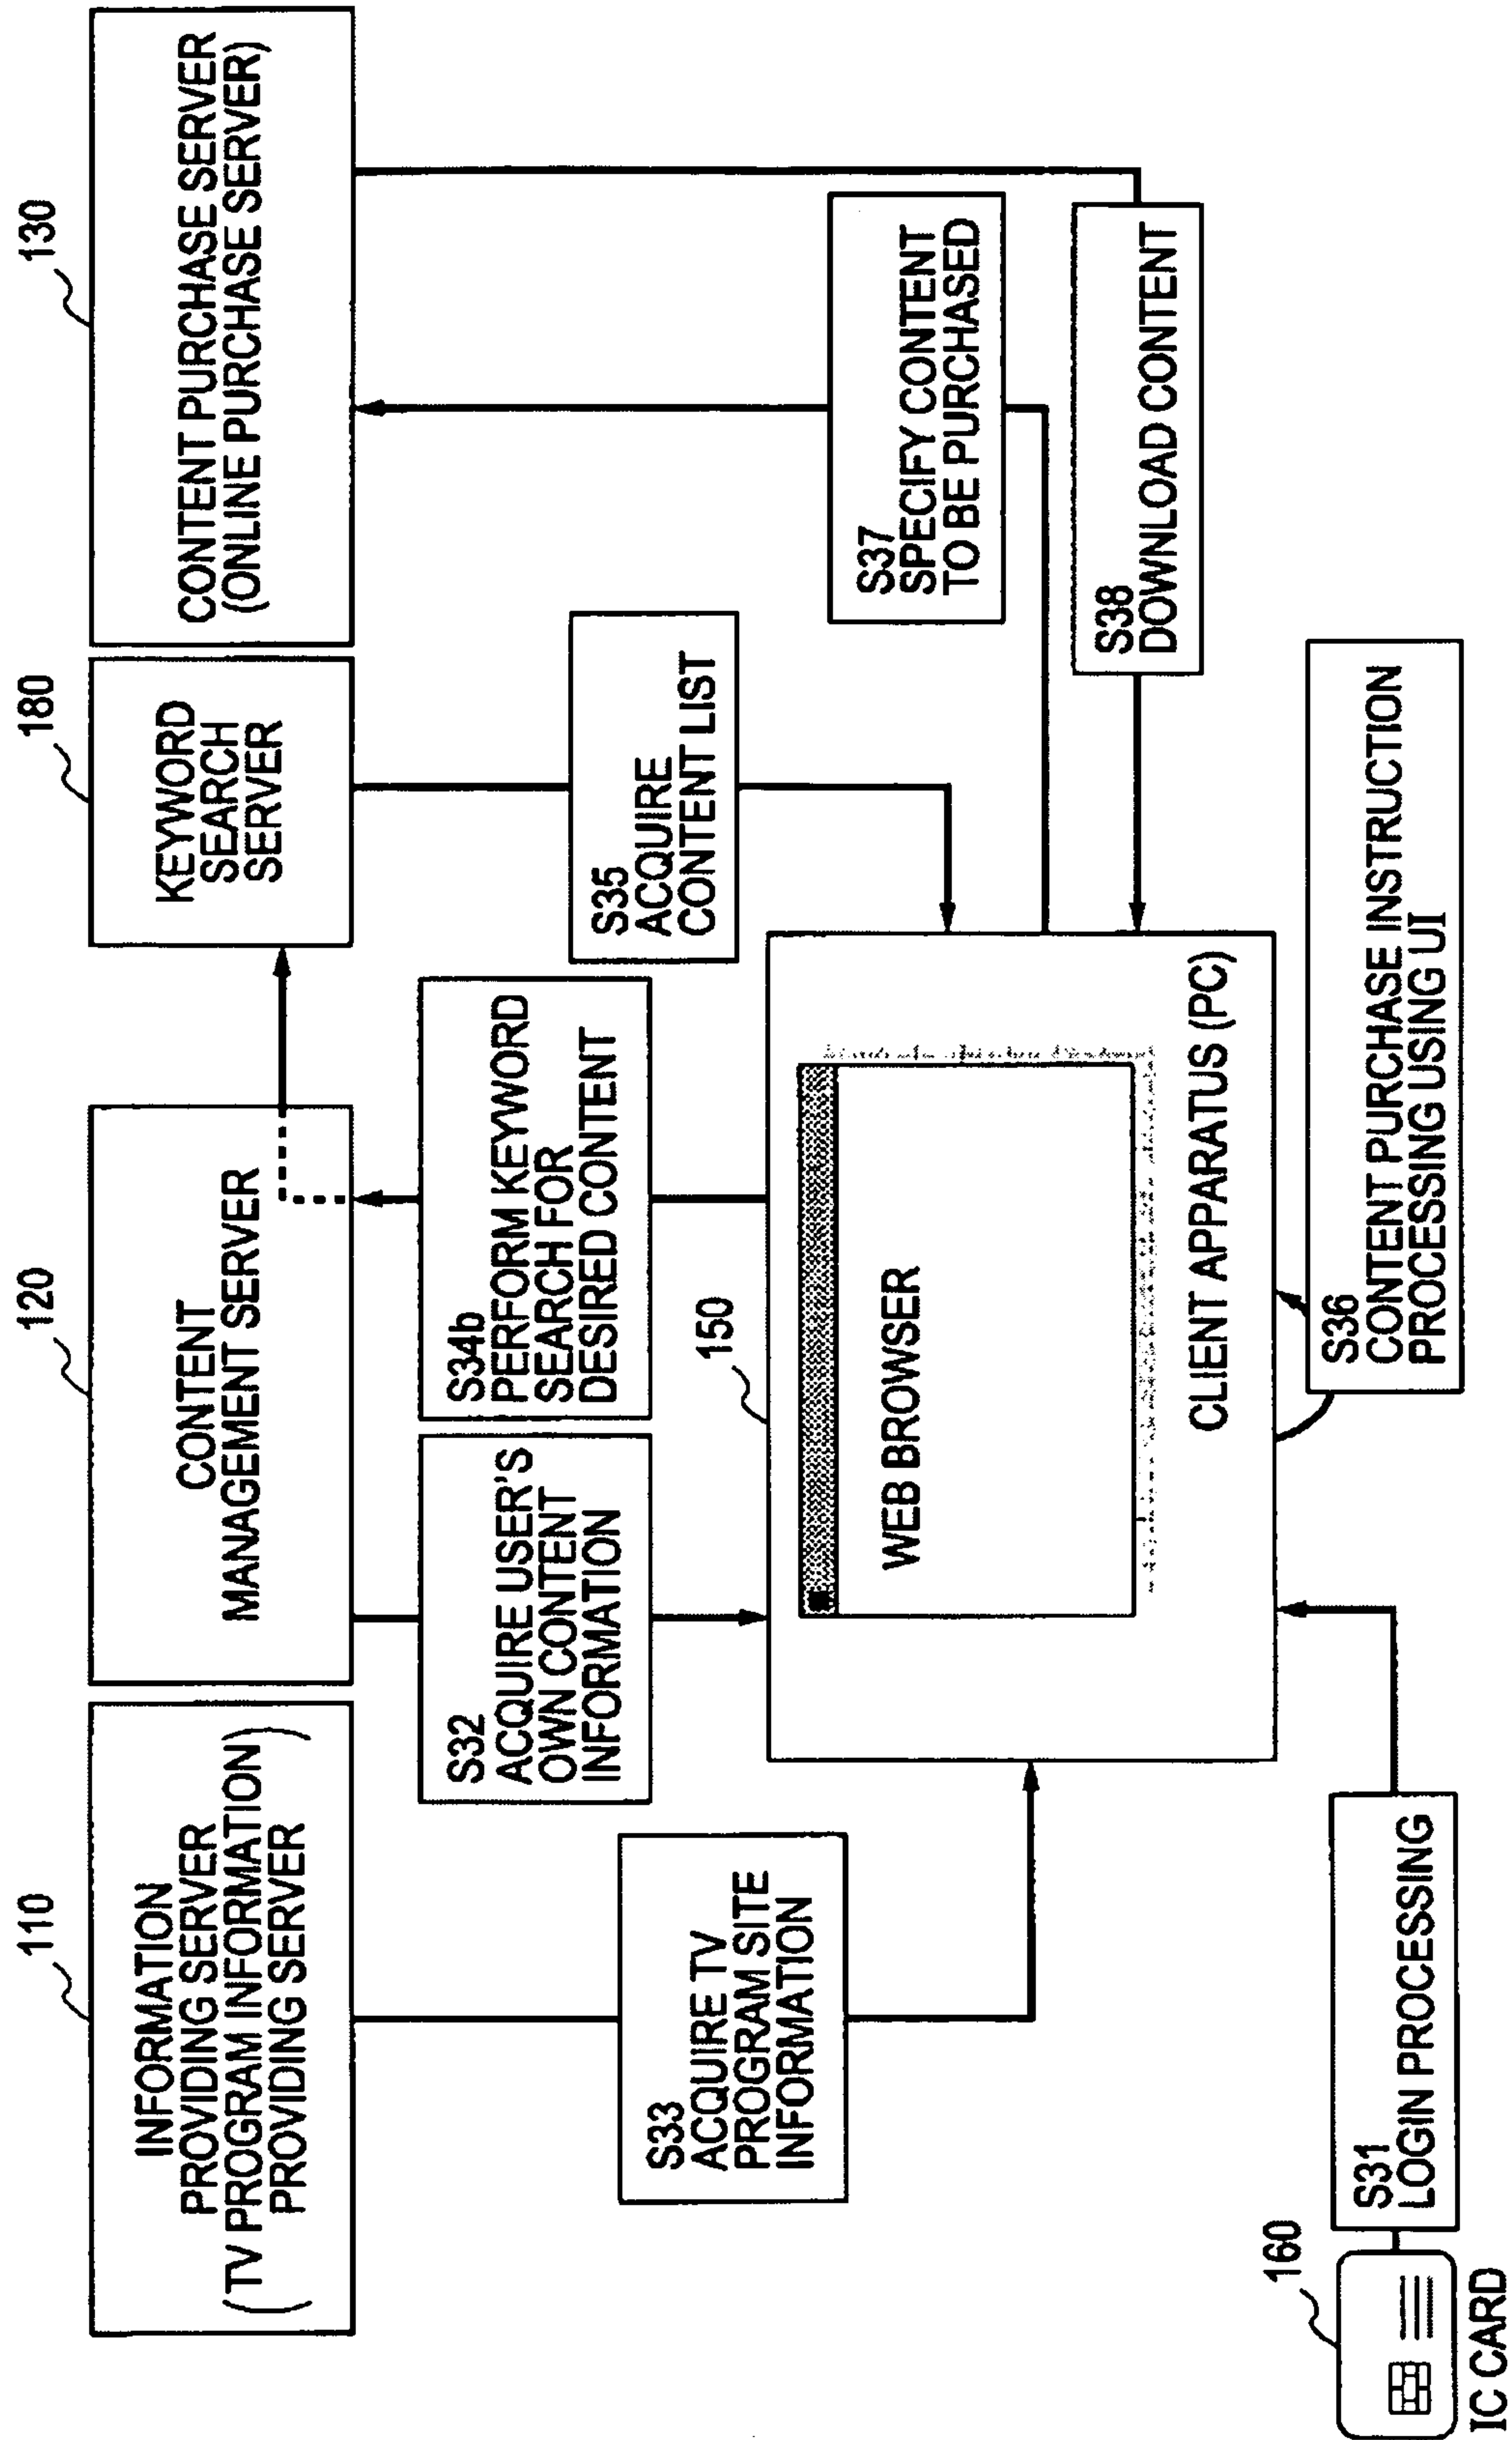 110
INFORMATION
PROVIDING SERVER
(TV PROGRAM INFORMATION)
PROVIDING SERVER
120
CONTENT
MANAGEMENT SERVER
180
KEYWORD
SEARCH
SERVER
130
CONTENT PURCHASE SERVER
(ONLINE PURCHASE SERVER)
S33
ACQUIRE TV
PROGRAM SITE
INFORMATION
S32
ACQUIRE USER'S
OWN CONTENT
INFORMATION
S34b
PERFORM KEYWORD
SEARCH FOR
DESIRED CONTENT
S35
ACQUIRE
CONTENT LIST
S37
SPECIFY CONTENT
TO BE PURCHASED
S38
DOWNLOAD CONTENT
150
WEB BROWSER
CLIENT APPARATUS (PC)
160
IC CARD
S31
LOGIN PROCESSING
S36
CONTENT PURCHASE INSTRUCTION
PROCESSING USING UI